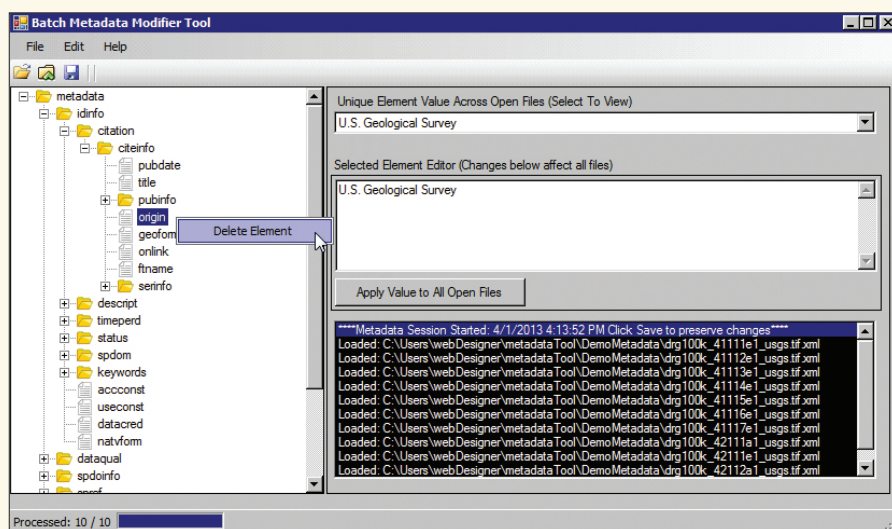 Batch Metadata Modifier Tool
File Edit Help
metadata
idinfo
citation
citeinfo
pubdate
title
pubinfo
origin
Delete Element
onlink
ftname
serinfo
descript
timeperd
status
spdom
keywords
accconst
useconst
datacred
natvform
dataqual
spdoinfo
Unique Element Value Across Open Files (Select To View)
U.S. Geological Survey
Selected Element Editor (Changes below affect all files)
U.S. Geological Survey
Apply Value to All Open Files
****Metadata Session Started: 4/1/2013 4:13:52 PM Click Save to preserve changes****
Loaded: C:\Users\webDesigner\metadataTool\DemoMetadata\drg100k_41111e1_usgs.tif.xml
Loaded: C:\Users\webDesigner\metadataTool\DemoMetadata\drg100k_41112e1_usgs.tif.xml
Loaded: C:\Users\webDesigner\metadataTool\DemoMetadata\drg100k_41113e1_usgs.tif.xml
Loaded: C:\Users\webDesigner\metadataTool\DemoMetadata\drg100k_41114e1_usgs.tif.xml
Loaded: C:\Users\webDesigner\metadataTool\DemoMetadata\drg100k_41115e1_usgs.tif.xml
Loaded: C:\Users\webDesigner\metadataTool\DemoMetadata\drg100k_41116e1_usgs.tif.xml
Loaded: C:\Users\webDesigner\metadataTool\DemoMetadata\drg100k_41117e1_usgs.tif.xml
Loaded: C:\Users\webDesigner\metadataTool\DemoMetadata\drg100k_42111a1_usgs.tif.xml
Loaded: C:\Users\webDesigner\metadataTool\DemoMetadata\drg100k_42111e1_usgs.tif.xml
Loaded: C:\Users\webDesigner\metadataTool\DemoMetadata\drg100k_42112a1_usgs.tif.xml
Processed: 10 / 10